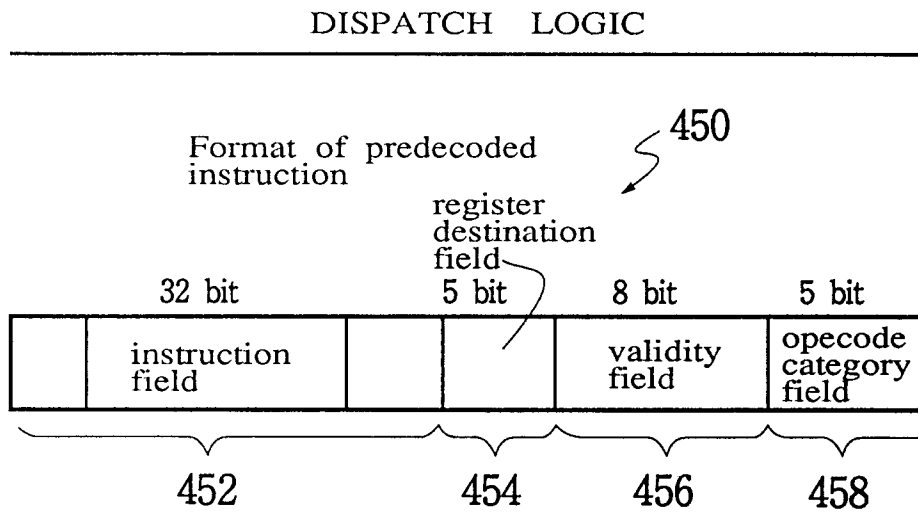 DISPATCH LOGIC
450
Format of predecoded
instruction
register
destination
field
32 bit
5 bit
8 bit
5 bit
instruction
field
validity
field
opecode
category
field
452
454
456
458